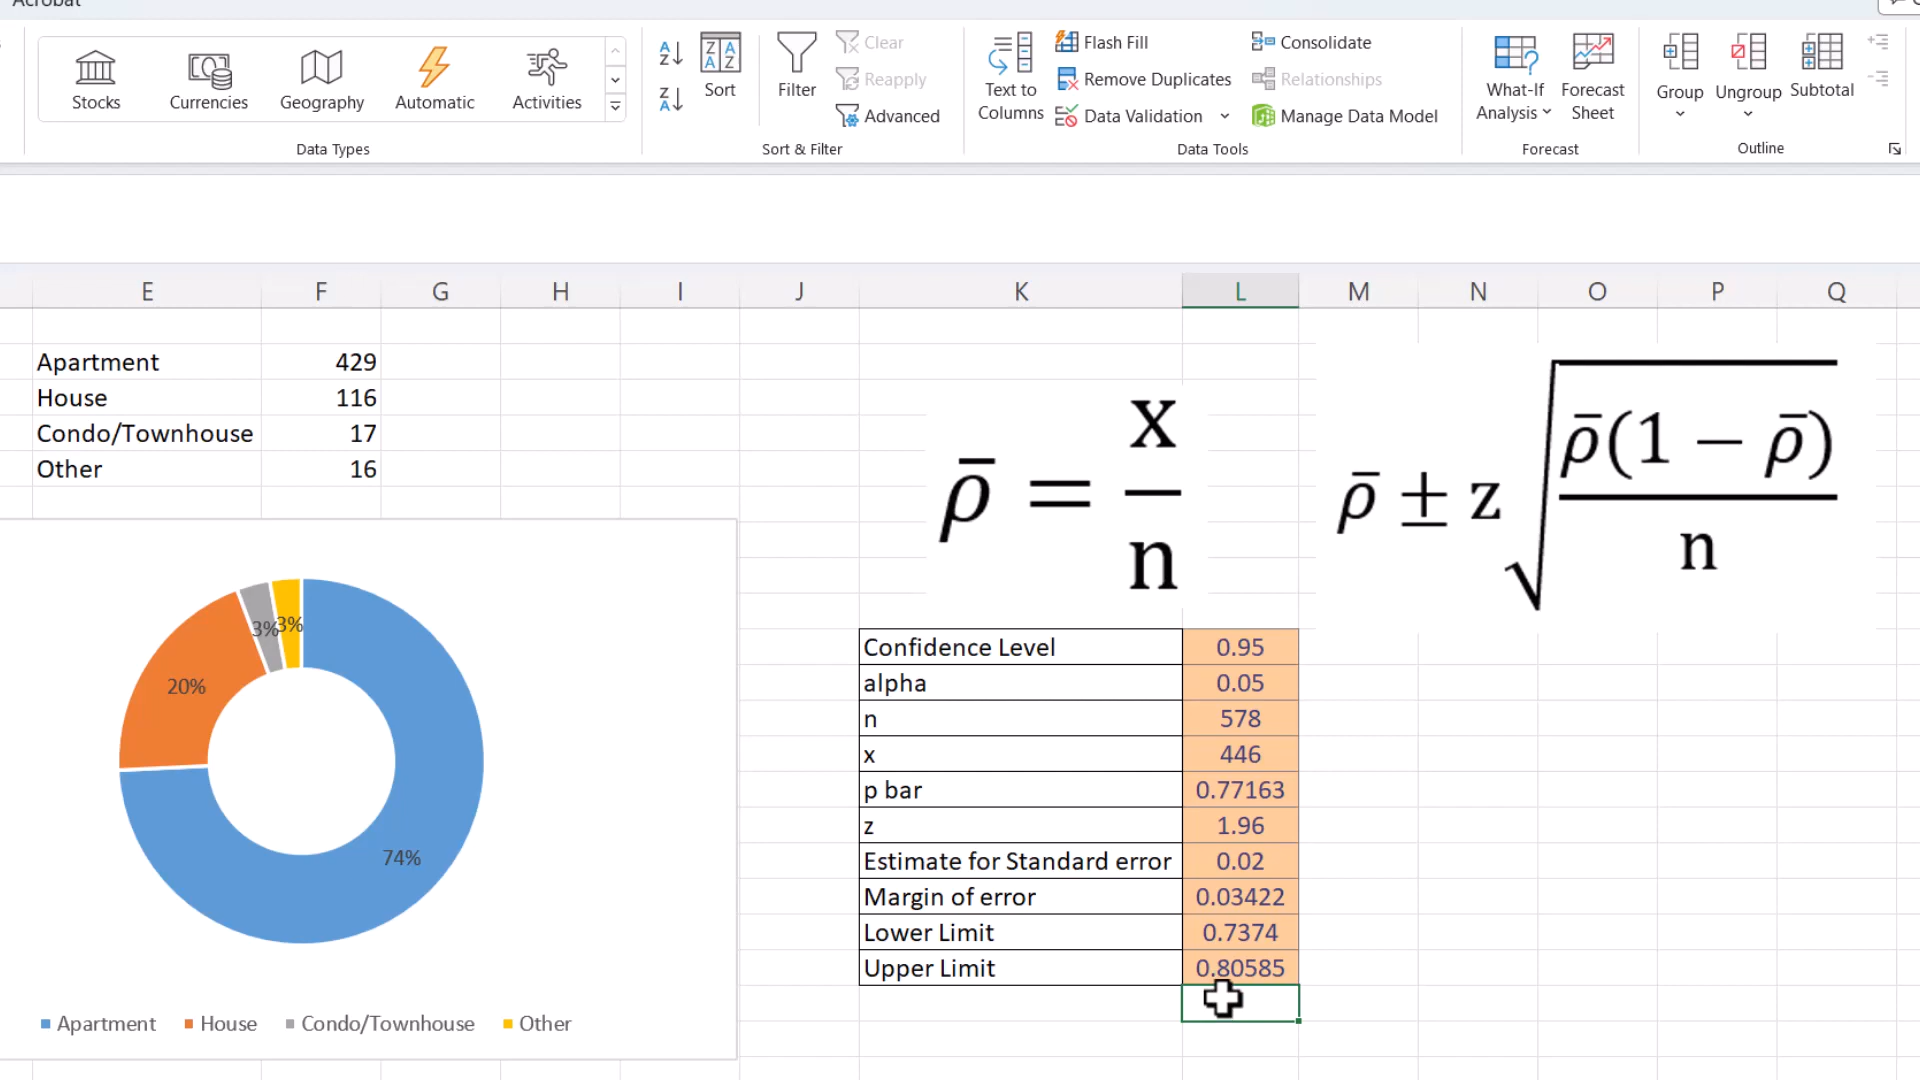 Acrobat
Stocks
Currencies
Geography
Automatic
Activities
Data Types
Sort
Filter
Clear
Reapply
Advanced
Sort & Filter
Text to
Columns
Flash Fill
Remove Duplicates
Data Validation
Consolidate
Relationships
Manage Data Model
Data Tools
What-If
Analysis
Forecast
Sheet
Forecast
Group
Ungroup
Subtotal
Outline
E F G H I J K L M N O P Q
Apartment 429
House 116
Condo/Townhouse 17
Other 16
ρ̄ = x / n
ρ̄ ± z √ ρ̄(1 − ρ̄) / n
3%
3%
20%
74%
Apartment House Condo/Townhouse Other
Confidence Level 0.95
alpha 0.05
n 578
x 446
p bar 0.77163
z 1.96
Estimate for Standard error 0.02
Margin of error 0.03422
Lower Limit 0.7374
Upper Limit 0.80585